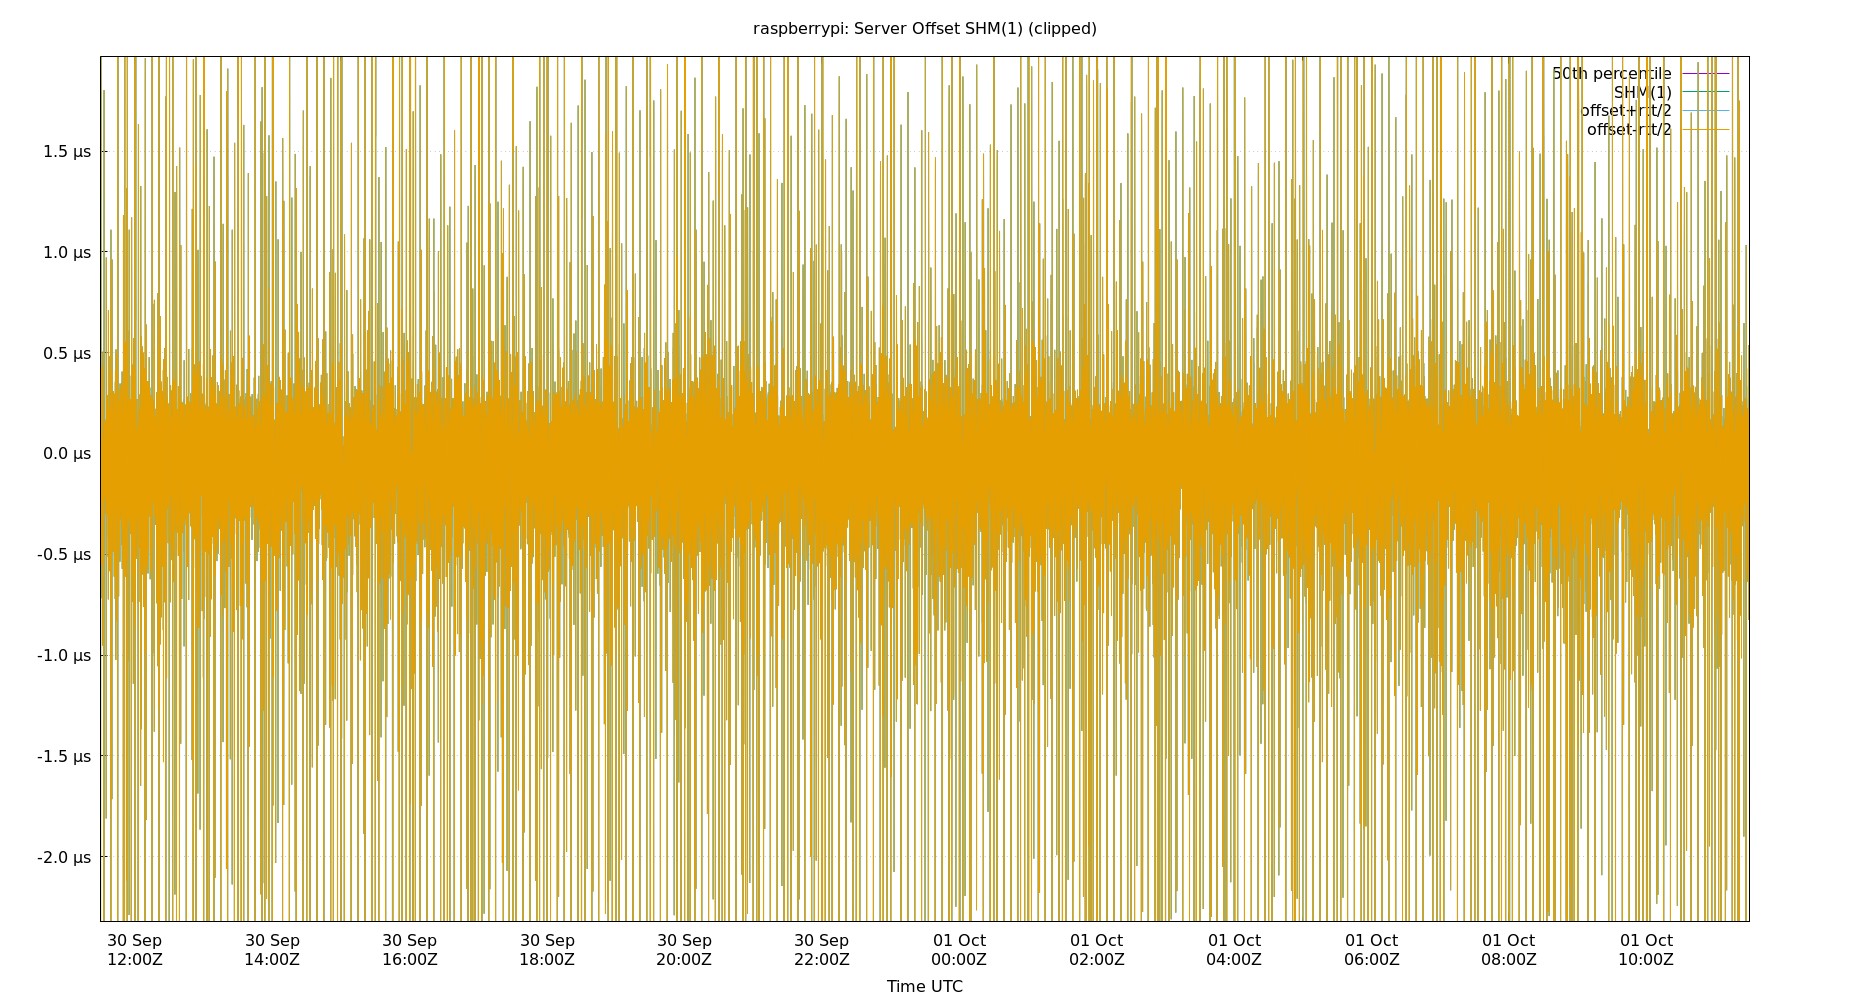 raspberrypi: Server Offset SHM(1) (clipped)
50th percentile
SHM(1)
offset+rtt/2
offset-rtt/2
1.5 µs
1.0 µs
0.5 µs
0.0 µs
-0.5 µs
-1.0 µs
-1.5 µs
-2.0 µs
30 Sep 30 Sep 30 Sep 30 Sep 30 Sep 30 Sep 01 Oct 01 Oct 01 Oct 01 Oct 01 Oct 01 Oct
12:00Z 14:00Z 16:00Z 18:00Z 20:00Z 22:00Z 00:00Z 02:00Z 04:00Z 06:00Z 08:00Z 10:00Z
Time UTC